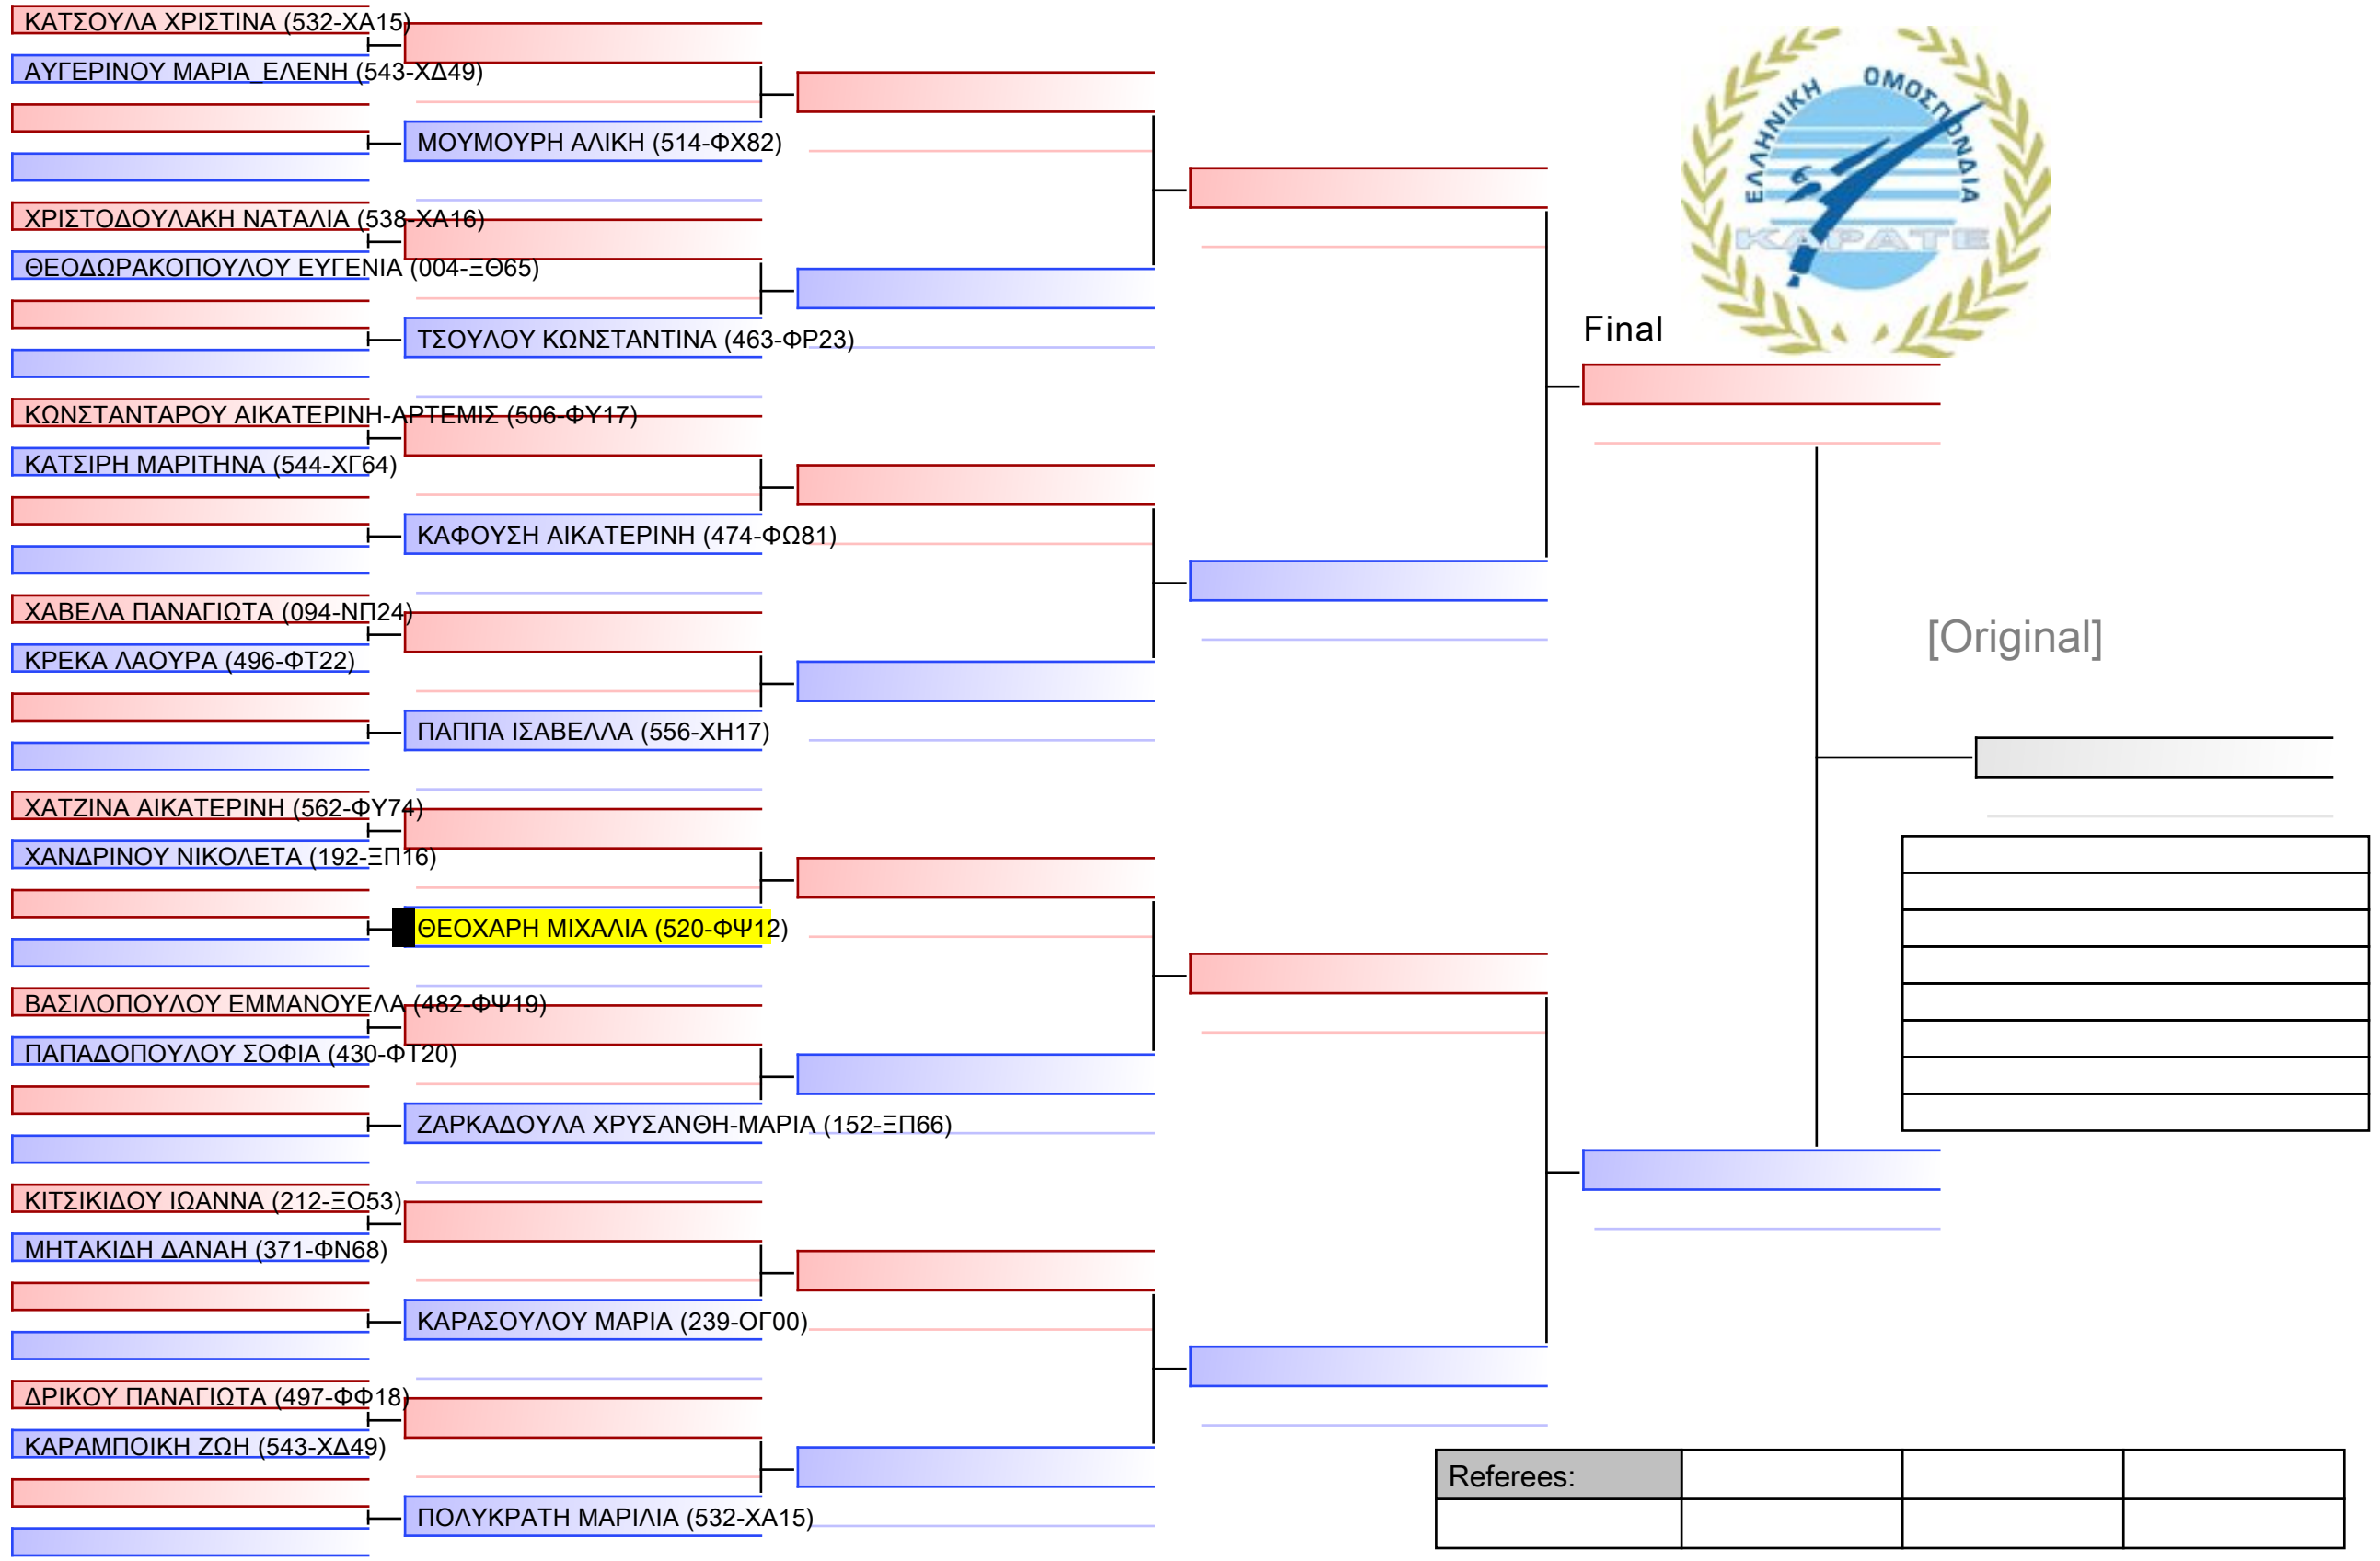 ΚΑΤΣΟΥΛΑ ΧΡΙΣΤΙΝΑ (532-ΧΑ15)
ΑΥΓΕΡΙΝΟΥ ΜΑΡΙΑ_ΕΛΕΝΗ (543-ΧΔ49)
ΜΟΥΜΟΥΡΗ ΑΛΙΚΗ (514-ΦΧ82)
ΧΡΙΣΤΟΔΟΥΛΑΚΗ ΝΑΤΑΛΙΑ (538-ΧΑ16)
ΘΕΟΔΩΡΑΚΟΠΟΥΛΟΥ ΕΥΓΕΝΙΑ (004-ΞΘ65)
ΤΣΟΥΛΟΥ ΚΩΝΣΤΑΝΤΙΝΑ (463-ΦΡ23)
ΚΩΝΣΤΑΝΤΑΡΟΥ ΑΙΚΑΤΕΡΙΝΗ-ΑΡΤΕΜΙΣ (506-ΦΥ17)
ΚΑΤΣΙΡΗ ΜΑΡΙΤΗΝΑ (544-ΧΓ64)
ΚΑΦΟΥΣΗ ΑΙΚΑΤΕΡΙΝΗ (474-ΦΩ81)
ΧΑΒΕΛΑ ΠΑΝΑΓΙΩΤΑ (094-ΝΠ24)
ΚΡΕΚΑ ΛΑΟΥΡΑ (496-ΦΤ22)
ΠΑΠΠΑ ΙΣΑΒΕΛΛΑ (556-ΧΗ17)
ΧΑΤΖΙΝΑ ΑΙΚΑΤΕΡΙΝΗ (562-ΦΥ74)
ΧΑΝΔΡΙΝΟΥ ΝΙΚΟΛΕΤΑ (192-ΞΠ16)
ΘΕΟΧΑΡΗ ΜΙΧΑΛΙΑ (520-ΦΨ12)
ΒΑΣΙΛΟΠΟΥΛΟΥ ΕΜΜΑΝΟΥΕΛΑ (482-ΦΨ19)
ΠΑΠΑΔΟΠΟΥΛΟΥ ΣΟΦΙΑ (430-ΦΤ20)
ΖΑΡΚΑΔΟΥΛΑ ΧΡΥΣΑΝΘΗ-ΜΑΡΙΑ (152-ΞΠ66)
ΚΙΤΣΙΚΙΔΟΥ ΙΩΑΝΝΑ (212-ΞΟ53)
ΜΗΤΑΚΙΔΗ ΔΑΝΑΗ (371-ΦΝ68)
ΚΑΡΑΣΟΥΛΟΥ ΜΑΡΙΑ (239-ΟΓ00)
ΔΡΙΚΟΥ ΠΑΝΑΓΙΩΤΑ (497-ΦΦ18)
ΚΑΡΑΜΠΟΙΚΗ ΖΩΗ (543-ΧΔ49)
ΠΟΛΥΚΡΑΤΗ ΜΑΡΙΛΙΑ (532-ΧΑ15)
ΕΛΛΗΝΙΚΗ ΟΜΟΣΠΟΝΔΙΑ
ΚΑΡΑΤΕ
Final
[Original]
Referees: